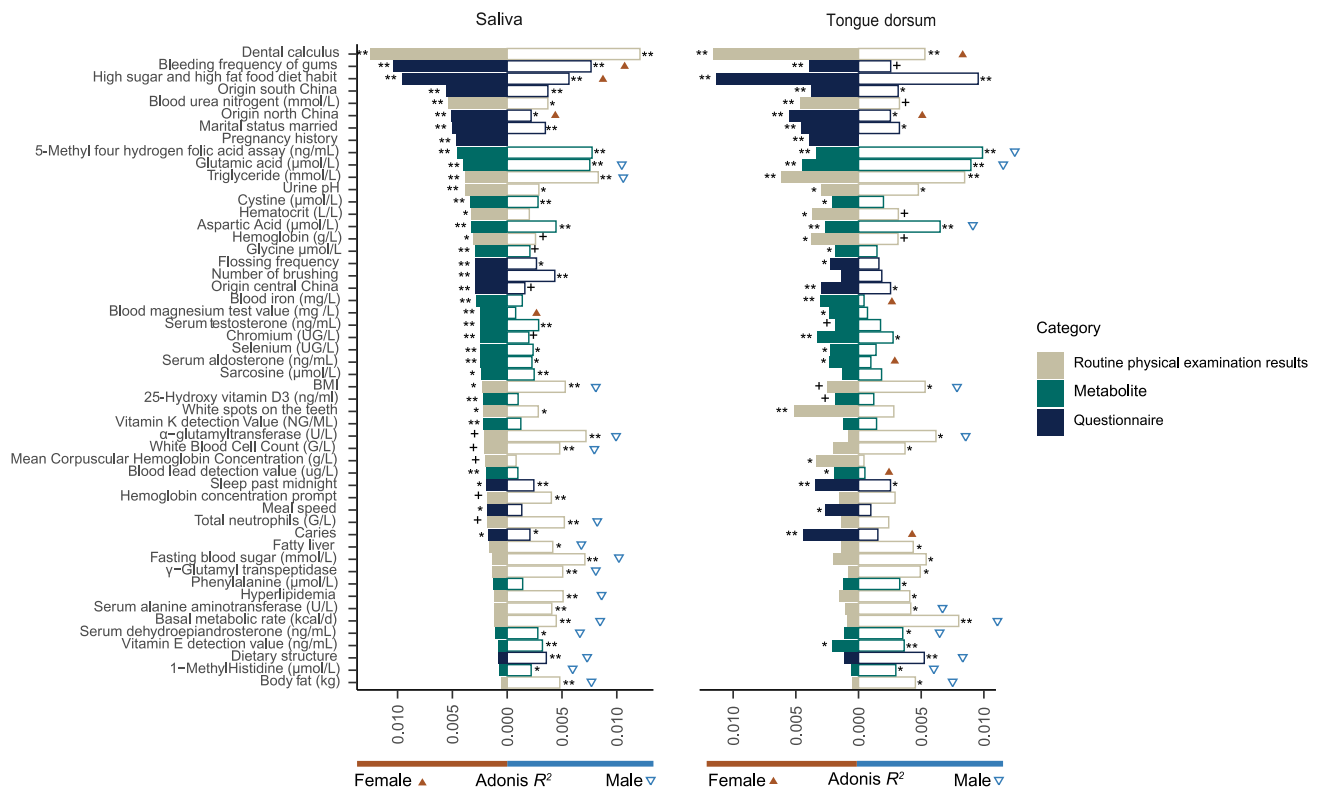 Saliva
Tongue dorsum
Dental calculus
Bleeding frequency of gums
High sugar and high fat food diet habit
Origin south China
Blood urea nitrogent (mmol/L)
Origin north China
Marital status married
Pregnancy history
5-Methyl four hydrogen folic acid assay (ng/mL)
Glutamic acid (μmol/L)
Triglyceride (mmol/L)
Urine pH
Cystine (μmol/L)
Hematocrit (L/L)
Aspartic Acid (μmol/L)
Hemoglobin (g/L)
Glycine μmol/L
Flossing frequency
Number of brushing
Origin central China
Blood iron (mg/L)
Blood magnesium test value (mg /L)
Serum testosterone (ng/mL)
Chromium (UG/L)
Selenium (UG/L)
Serum aldosterone (ng/mL)
Sarcosine (μmol/L)
BMI
25-Hydroxy vitamin D3 (ng/ml)
White spots on the teeth
Vitamin K detection Value (NG/ML)
α−glutamyltransferase (U/L)
White Blood Cell Count (G/L)
Mean Corpuscular Hemoglobin Concentration (g/L)
Blood lead detection value (ug/L)
Sleep past midnight
Hemoglobin concentration prompt
Meal speed
Total neutrophils (G/L)
Caries
Fatty liver
Fasting blood sugar (mmol/L)
γ−Glutamyl transpeptidase
Phenylalanine (μmol/L)
Hyperlipidemia
Serum alanine aminotransferase (U/L)
Basal metabolic rate (kcal/d)
Serum dehydroepiandrosterone (ng/mL)
Vitamin E detection value (ng/mL)
Dietary structure
1−MethylHistidine (μmol/L)
Body fat (kg)
0.010 0.005 0.000 0.005 0.010
0.010 0.005 0.000 0.005 0.010
Female Adonis R² Male
Female Adonis R² Male
Category
Routine physical examination results
Metabolite
Questionnaire